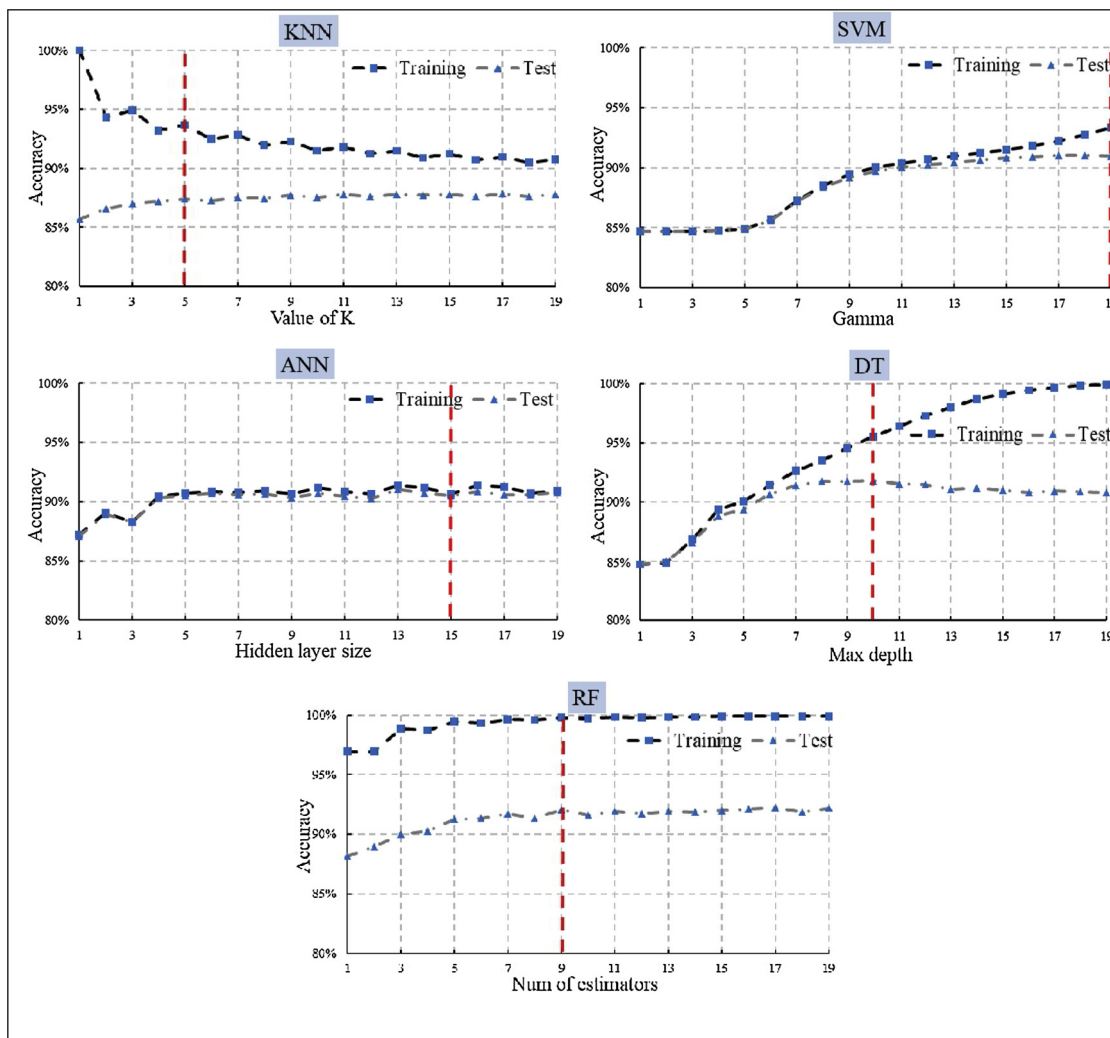 KNN
Training Test
100%
95%
90%
85%
80%
Accuracy
1 3 5 7 9 11 13 15 17 19
Value of K
SVM
Training Test
100%
95%
90%
85%
80%
Accuracy
1 3 5 7 9 11 13 15 17
Gamma
ANN
Training Test
100%
95%
90%
85%
80%
Accuracy
1 3 5 7 9 11 13 15 17 19
Hidden layer size
DT
Training Test
100%
95%
90%
85%
80%
Accuracy
1 3 5 7 9 11 13 15 17 19
Max depth
RF
Training Test
100%
95%
90%
85%
80%
Accuracy
1 3 5 7 9 11 13 15 17 19
Num of estimators